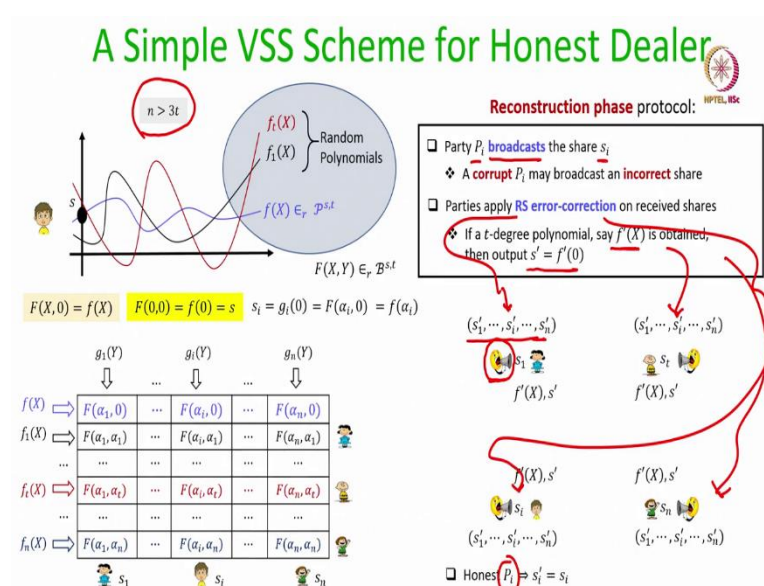 A Simple VSS Scheme for Honest Dealer
NPTEL, IISc
n > 3t
s
f_t(X)
f_1(X)
Random
Polynomials
f(X) ∈_r 𝒫^{s,t}
F(X,Y) ∈_r ℬ^{s,t}
F(X,0) = f(X)
F(0,0) = f(0) = s
s_i = g_i(0) = F(α_i, 0) = f(α_i)
g_1(Y) ... g_i(Y) ... g_n(Y)
f(X) F(α_1, 0) ... F(α_i, 0) ... F(α_n, 0)
f_1(X) F(α_1, α_1) ... F(α_i, α_1) ... F(α_n, α_1)
... ... ... ... ... ...
f_t(X) F(α_1, α_t) ... F(α_i, α_t) ... F(α_n, α_t)
... ... ... ... ... ...
f_n(X) F(α_1, α_n) ... F(α_i, α_n) ... F(α_n, α_n)
s_1 s_i s_n
Reconstruction phase protocol:
Party P_i broadcasts the share s_i
A corrupt P_i may broadcast an incorrect share
Parties apply RS error-correction on received shares
If a t-degree polynomial, say f'(X) is obtained,
then output s' = f'(0)
(s'_1, ⋯, s'_i, ⋯, s'_n) (s'_1, ⋯, s'_i, ⋯, s'_n)
s_1 s_t
f'(X), s' f'(X), s'
f'(X), s' f'(X), s'
s_i s_n
(s'_1, ⋯, s'_i, ⋯, s'_n) (s'_1, ⋯, s'_i, ⋯, s'_n)
Honest P_i ⇒ s'_i = s_i